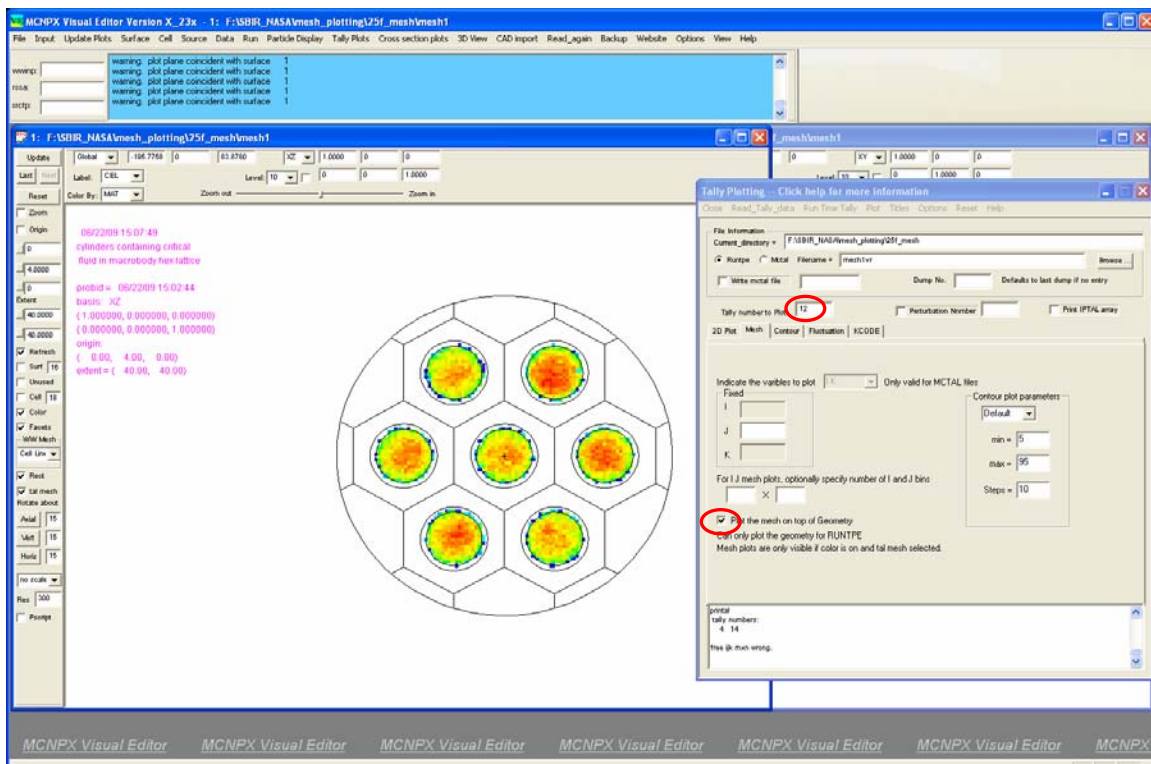 MCNPX Visual Editor Version X_23x - 1: F:\SBIR_NASA\mesh_plotting\25f_mesh\mesh1
File Input Update Plots Surface Cell Source Data Run Particle Display Tally Plots Cross section plots 3D View CAD import Read_again Backup Website Options View Help
wwinp:
rssa:
srctp:
warning. plot plane coincident with surface 1
warning. plot plane coincident with surface 1
warning. plot plane coincident with surface 1
warning. plot plane coincident with surface 1
warning. plot plane coincident with surface 1
1: F:\SBIR_NASA\mesh_plotting\25f_mesh\mesh1
f_mesh\mesh1
Update Global -195.7768 0 83.8760 XZ 1.0000 0 0
0 XY 1.0000 0 0
Last Next Label: CEL Level: 10 0 0 1.0000
Level: 10 0 1.0000 0
Reset Color By: MAT Zoom out Zoom in
Zoom
Origin
0
4.0000
0
Extent
40.0000
40.0000
Refresh
Surf 16
Unused
Cell 18
Color
Facets
WW Mesh
Cell Line
Rest
tal mesh
Rotate about
Axial 15
Vert 15
Horiz 15
no scale
Res 300
Psscript
06/22/09 15:07:49
cylinders containing critical
fluid in macrobody hex lattice
probid = 06/22/09 15:02:44
basis: XZ
( 1.000000, 0.000000, 0.000000)
( 0.000000, 0.000000, 1.000000)
origin:
( 0.00, 4.00, 0.00)
extent = ( 40.00, 40.00)
Tally Plotting -- Click help for more information
Close Read_Tally_data Run Time Tally Plot Titles Options Reset Help
File Information
Current_directory = F:\SBIR_NASA\mesh_plotting\25f_mesh
Runtpe Mctal Filename = mesh1vr Browse ...
Write mctal file Dump No. Defaults to last dump if no entry
Tally number to Plot 12 Perturbation Nomber Print IPTAL array
2D Plot Mesh Contour Fluctuation KCODE
Indicate the varibles to plot Only valid for MCTAL files
Fixed
I
J
K
Contour plot parameters
Default
min = 5
max = 95
Steps = 10
For I J mesh plots, optionally specify number of I and J bins
X
Plot the mesh on top of Geometry
Can only plot the geometry for RUNTPE
Mesh plots are only visible if color is on and tal mesh selected.
printal
tally numbers:
4 14
free ijk mxn wrong.
MCNPX Visual Editor MCNPX Visual Editor MCNPX Visual Editor MCNPX Visual Editor MCNPX Visual Editor MCNPX Visual Editor MCNPX